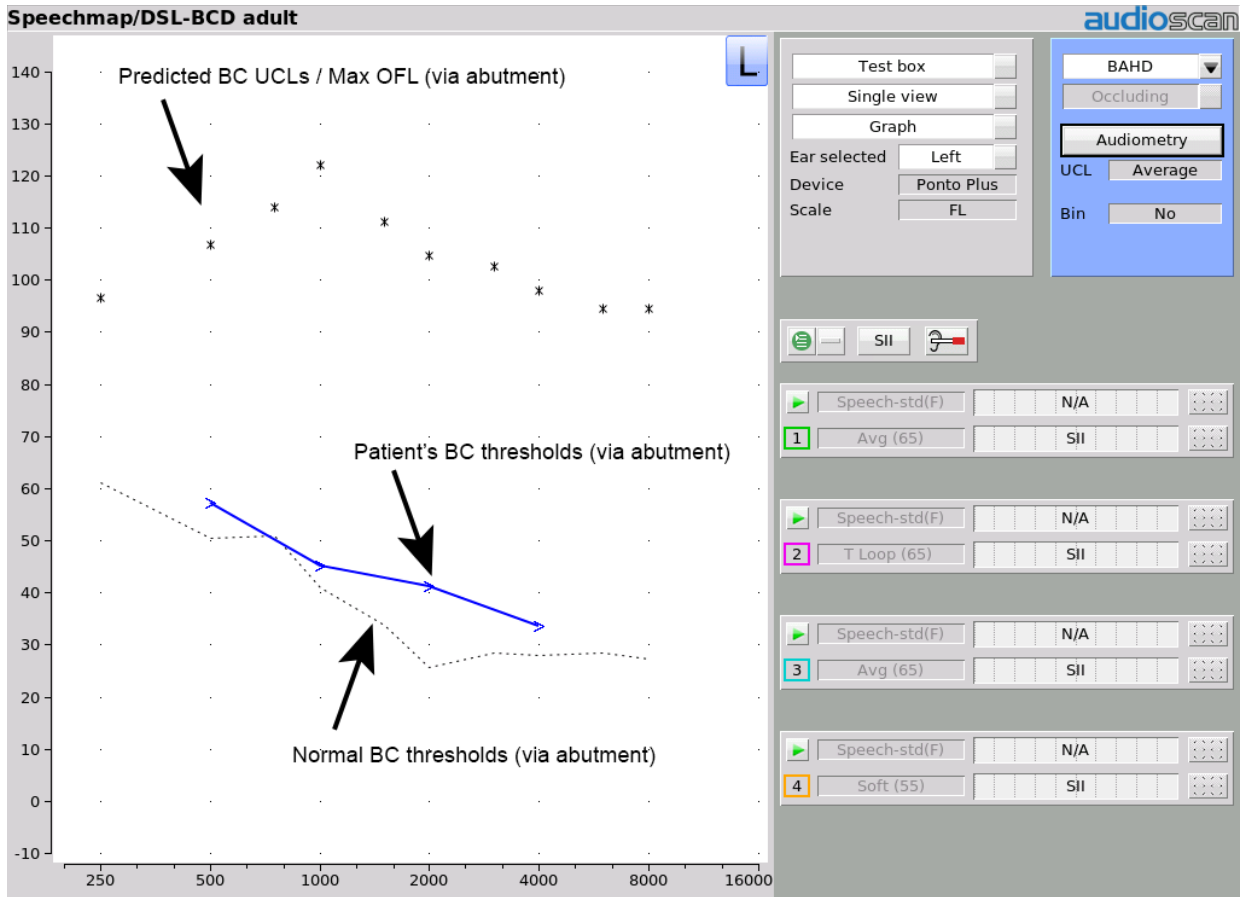 Speechmap/DSL-BCD adult
audioscan
L
140
130
120
110
100
90
80
70
60
50
40
30
20
10
0
-10
250 500 1000 2000 4000 8000 16000
Predicted BC UCLs / Max OFL (via abutment)
Patient's BC thresholds (via abutment)
Normal BC thresholds (via abutment)
Test box
Single view
Graph
Ear selected Left
Device Ponto Plus
Scale FL
BAHD
Occluding
Audiometry
UCL Average
Bin No
SII
Speech-std(F) N/A
1 Avg (65) SII
Speech-std(F) N/A
2 T Loop (65) SII
Speech-std(F) N/A
3 Avg (65) SII
Speech-std(F) N/A
4 Soft (55) SII